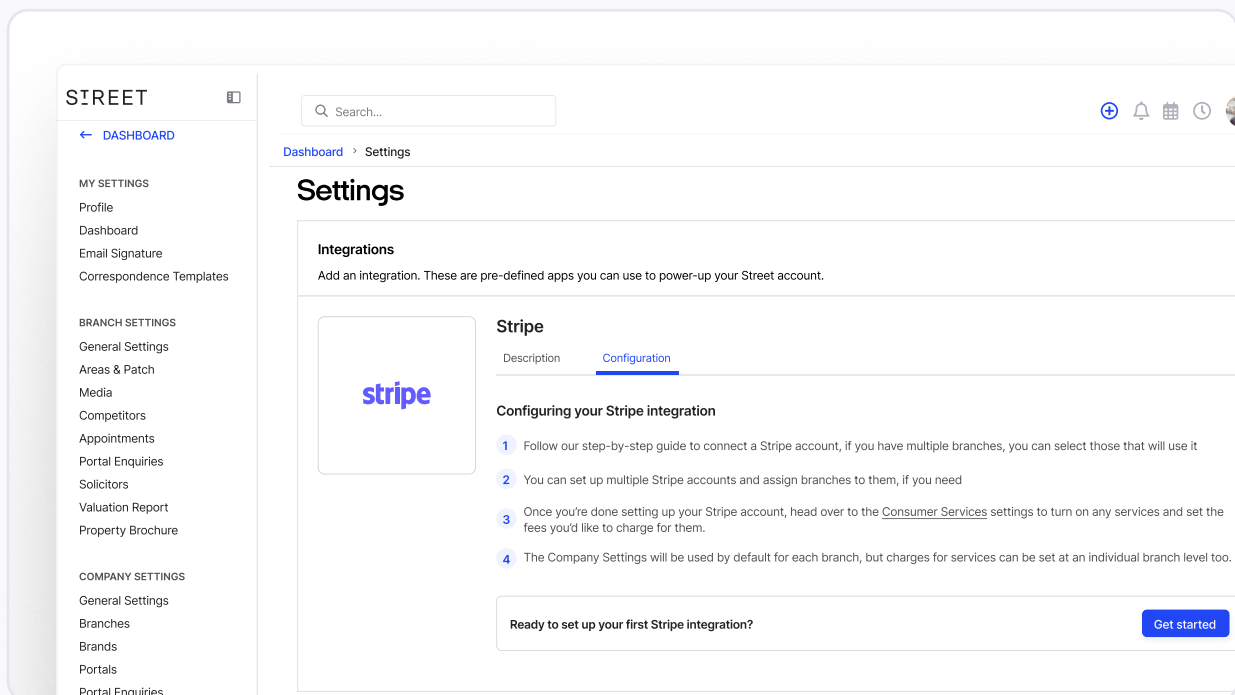 STREET
DASHBOARD
MY SETTINGS
Profile
Dashboard
Email Signature
Correspondence Templates
BRANCH SETTINGS
General Settings
Areas & Patch
Media
Competitors
Appointments
Portal Enquiries
Solicitors
Valuation Report
Property Brochure
COMPANY SETTINGS
General Settings
Branches
Brands
Portals
Portal Enquiries
Search...
Dashboard > Settings
Settings
Integrations
Add an integration. These are pre-defined apps you can use to power-up your Street account.
stripe
Stripe
Description Configuration
Configuring your Stripe integration
1 Follow our step-by-step guide to connect a Stripe account, if you have multiple branches, you can select those that will use it
2 You can set up multiple Stripe accounts and assign branches to them, if you need
3 Once you’re done setting up your Stripe account, head over to the Consumer Services settings to turn on any services and set the
fees you’d like to charge for them.
4 The Company Settings will be used by default for each branch, but charges for services can be set at an individual branch level too.
Ready to set up your first Stripe integration? Get started